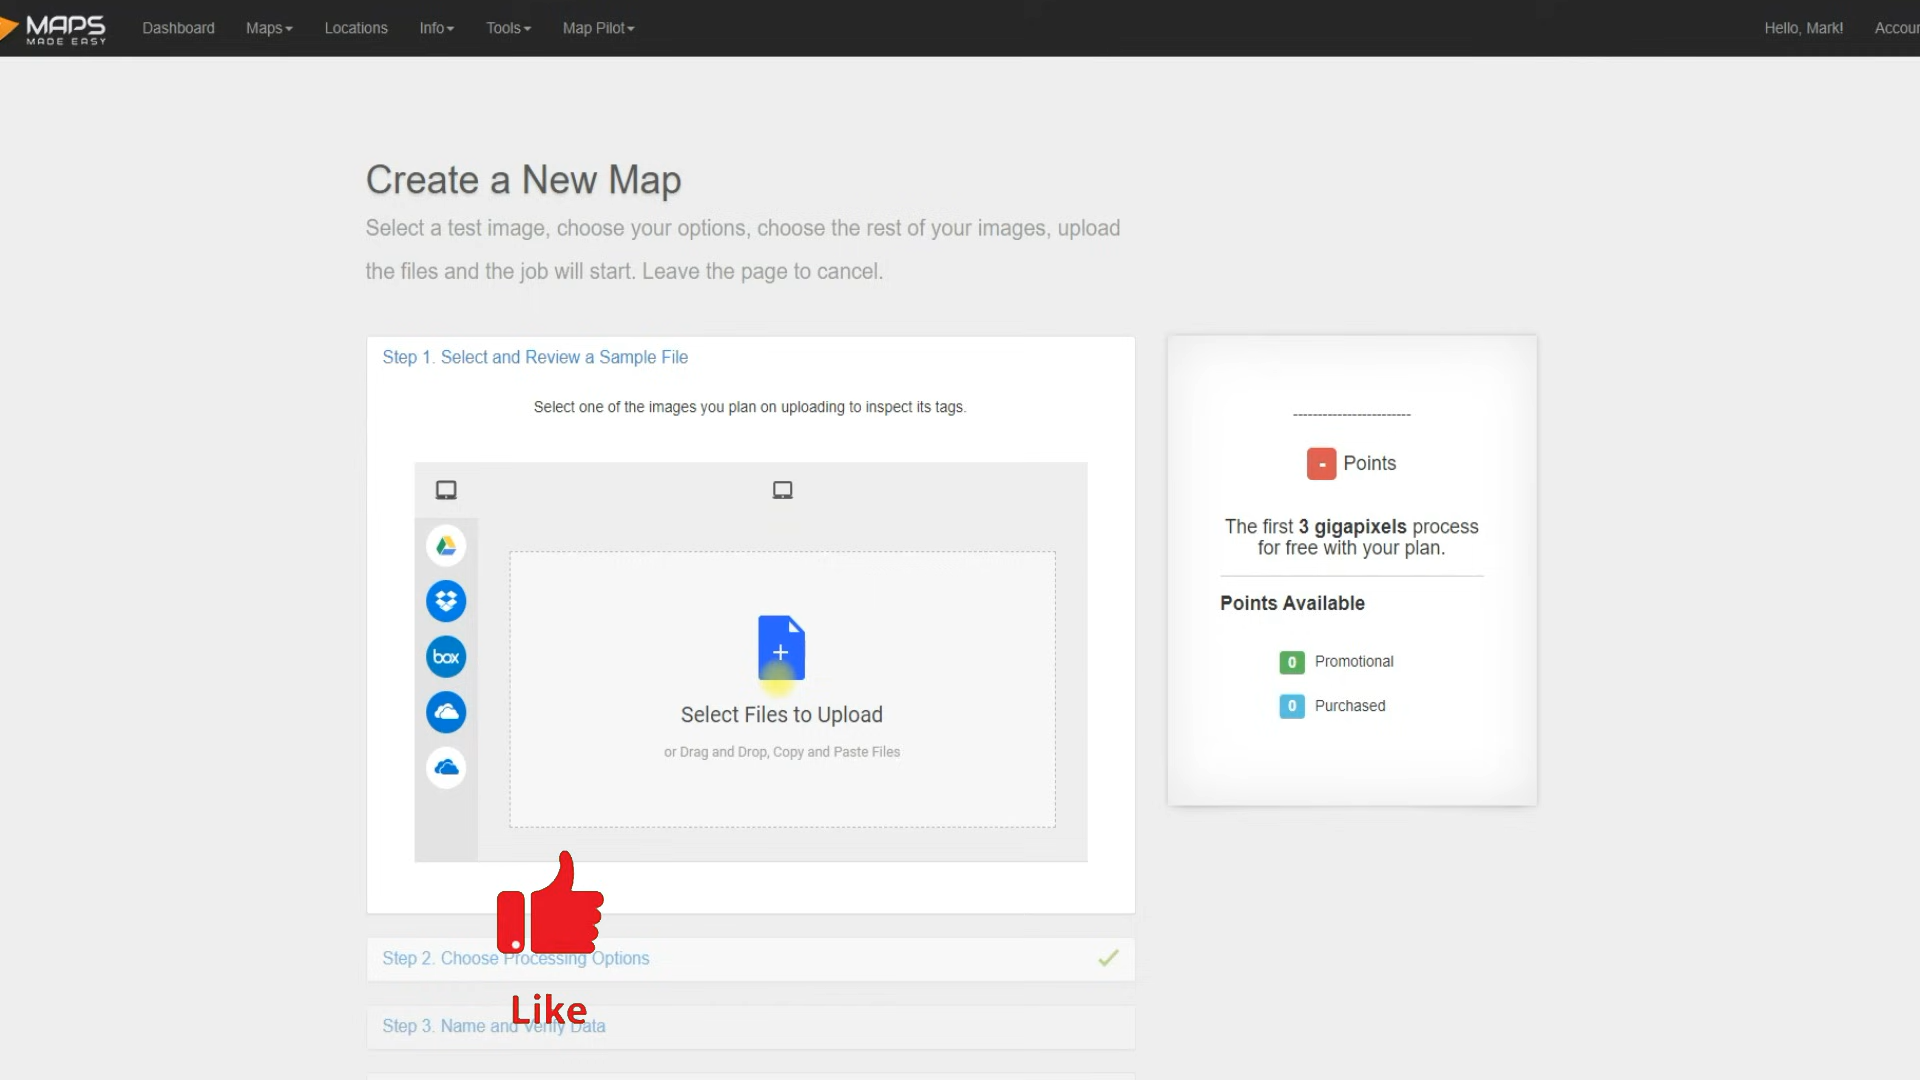 MAPS
MADE EASY
Dashboard
Maps
Locations
Info
Tools
Map Pilot
Hello, Mark!
Accoun
Create a New Map
Select a test image, choose your options, choose the rest of your images, upload
the files and the job will start. Leave the page to cancel.
Step 1. Select and Review a Sample File
Select one of the images you plan on uploading to inspect its tags.
box
+
Select Files to Upload
or Drag and Drop, Copy and Paste Files
------------------------
- Points
The first 3 gigapixels process
for free with your plan.
Points Available
0 Promotional
0 Purchased
Step 2. Choose Processing Options
Like
Step 3. Name and Verify Data